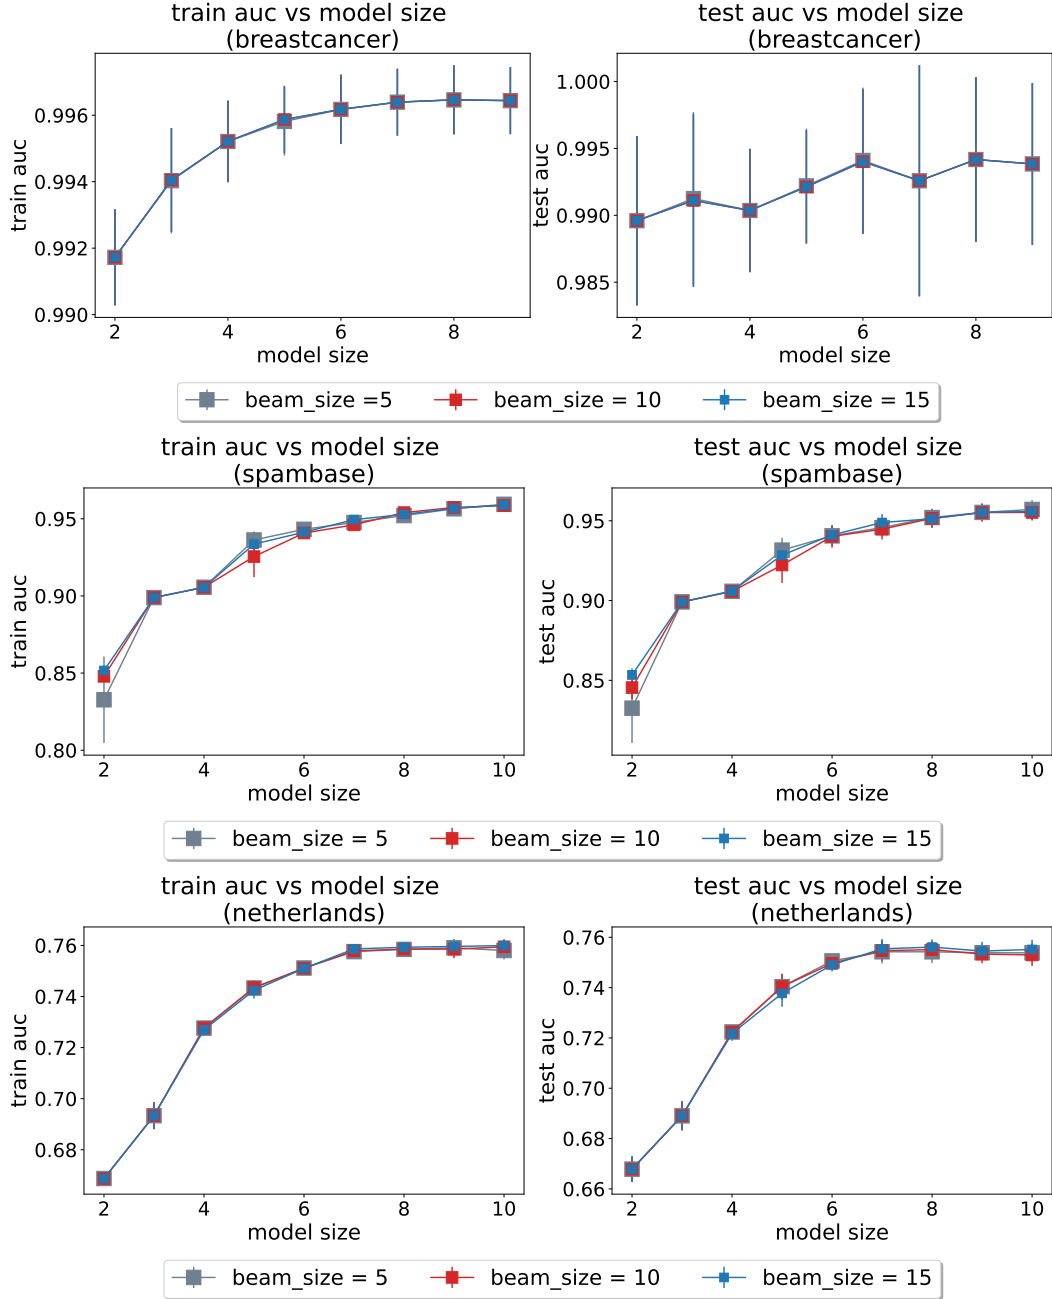 train auc vs model size
(breastcancer)
test auc vs model size
(breastcancer)
train auc
0.996
0.994
0.992
0.990
2 4 6 8
model size
test auc
1.000
0.995
0.990
0.985
2 4 6 8
model size
beam_size =5 beam_size = 10 beam_size = 15
train auc vs model size
(spambase)
test auc vs model size
(spambase)
train auc
0.95
0.90
0.85
0.80
2 4 6 8 10
model size
test auc
0.95
0.90
0.85
2 4 6 8 10
model size
beam_size = 5 beam_size = 10 beam_size = 15
train auc vs model size
(netherlands)
test auc vs model size
(netherlands)
train auc
0.76
0.74
0.72
0.70
0.68
2 4 6 8 10
model size
test auc
0.76
0.74
0.72
0.70
0.68
0.66
2 4 6 8 10
model size
beam_size = 5 beam_size = 10 beam_size = 15